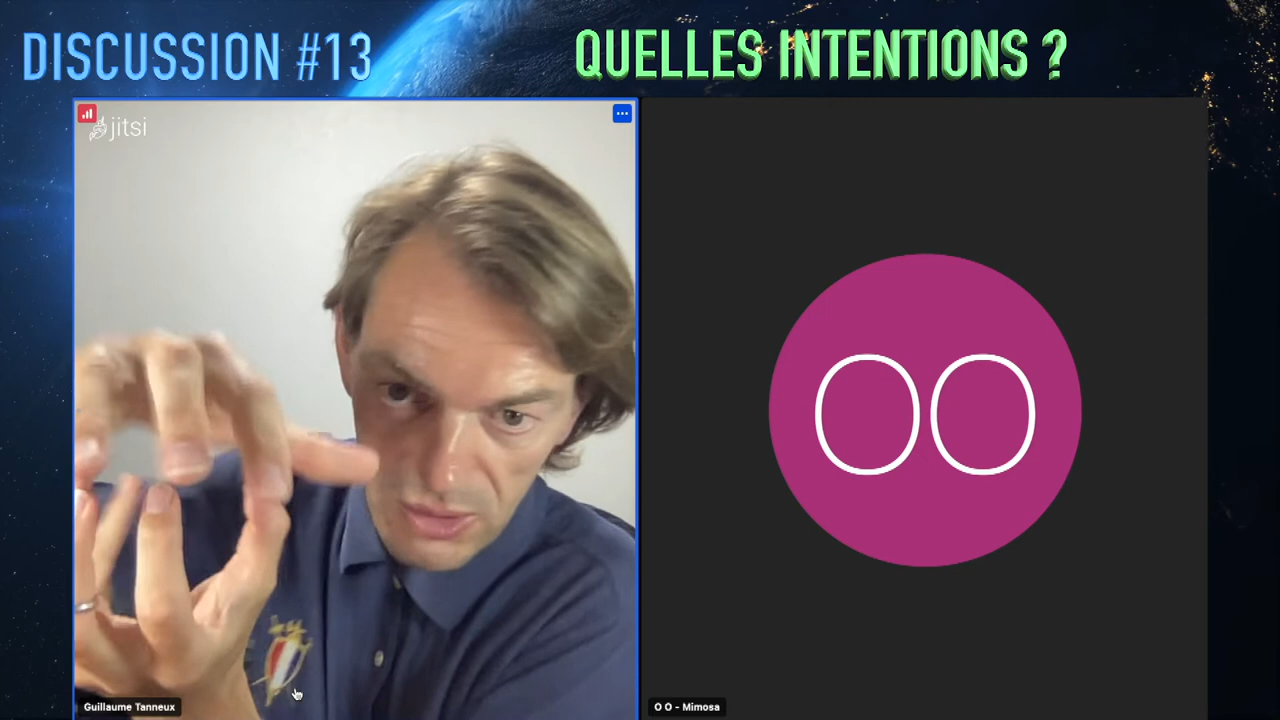 DISCUSSION #13
QUELLES INTENTIONS ?
jitsi
OO
Guillaume Tanneux
O O - Mimosa